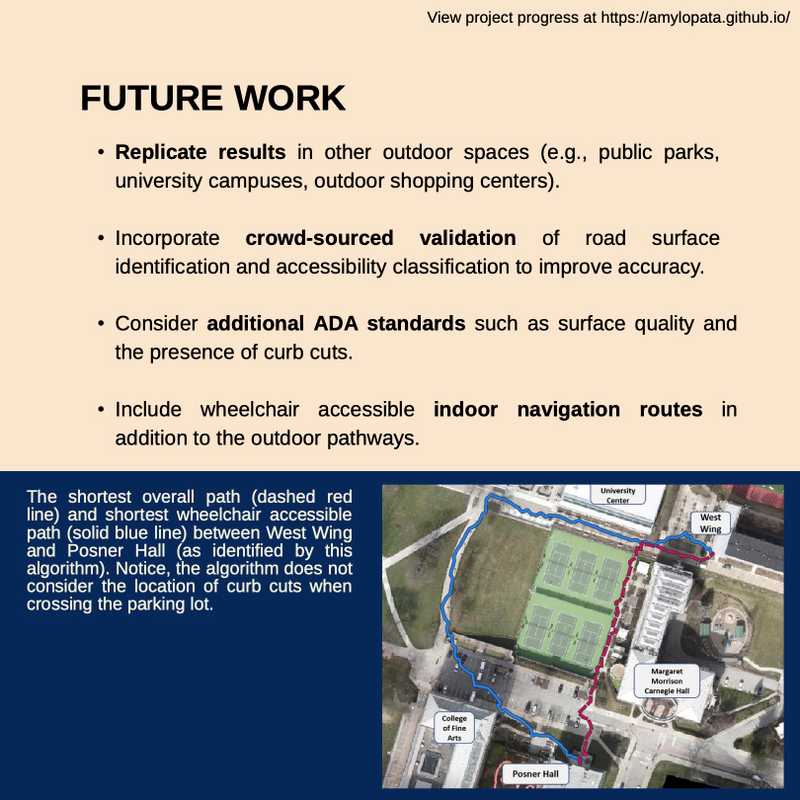 View project progress at https://amylopata.github.io/
FUTURE WORK
• Replicate results in other outdoor spaces (e.g., public parks,
university campuses, outdoor shopping centers).
• Incorporate crowd-sourced validation of road surface
identification and accessibility classification to improve accuracy.
• Consider additional ADA standards such as surface quality and
the presence of curb cuts.
• Include wheelchair accessible indoor navigation routes in
addition to the outdoor pathways.
The shortest overall path (dashed red
line) and shortest wheelchair accessible
path (solid blue line) between West Wing
and Posner Hall (as identified by this
algorithm). Notice, the algorithm does not
consider the location of curb cuts when
crossing the parking lot.
University
Center
West
Wing
Margaret
Morrison
Carnegie Hall
College
of Fine
Arts
Posner Hall